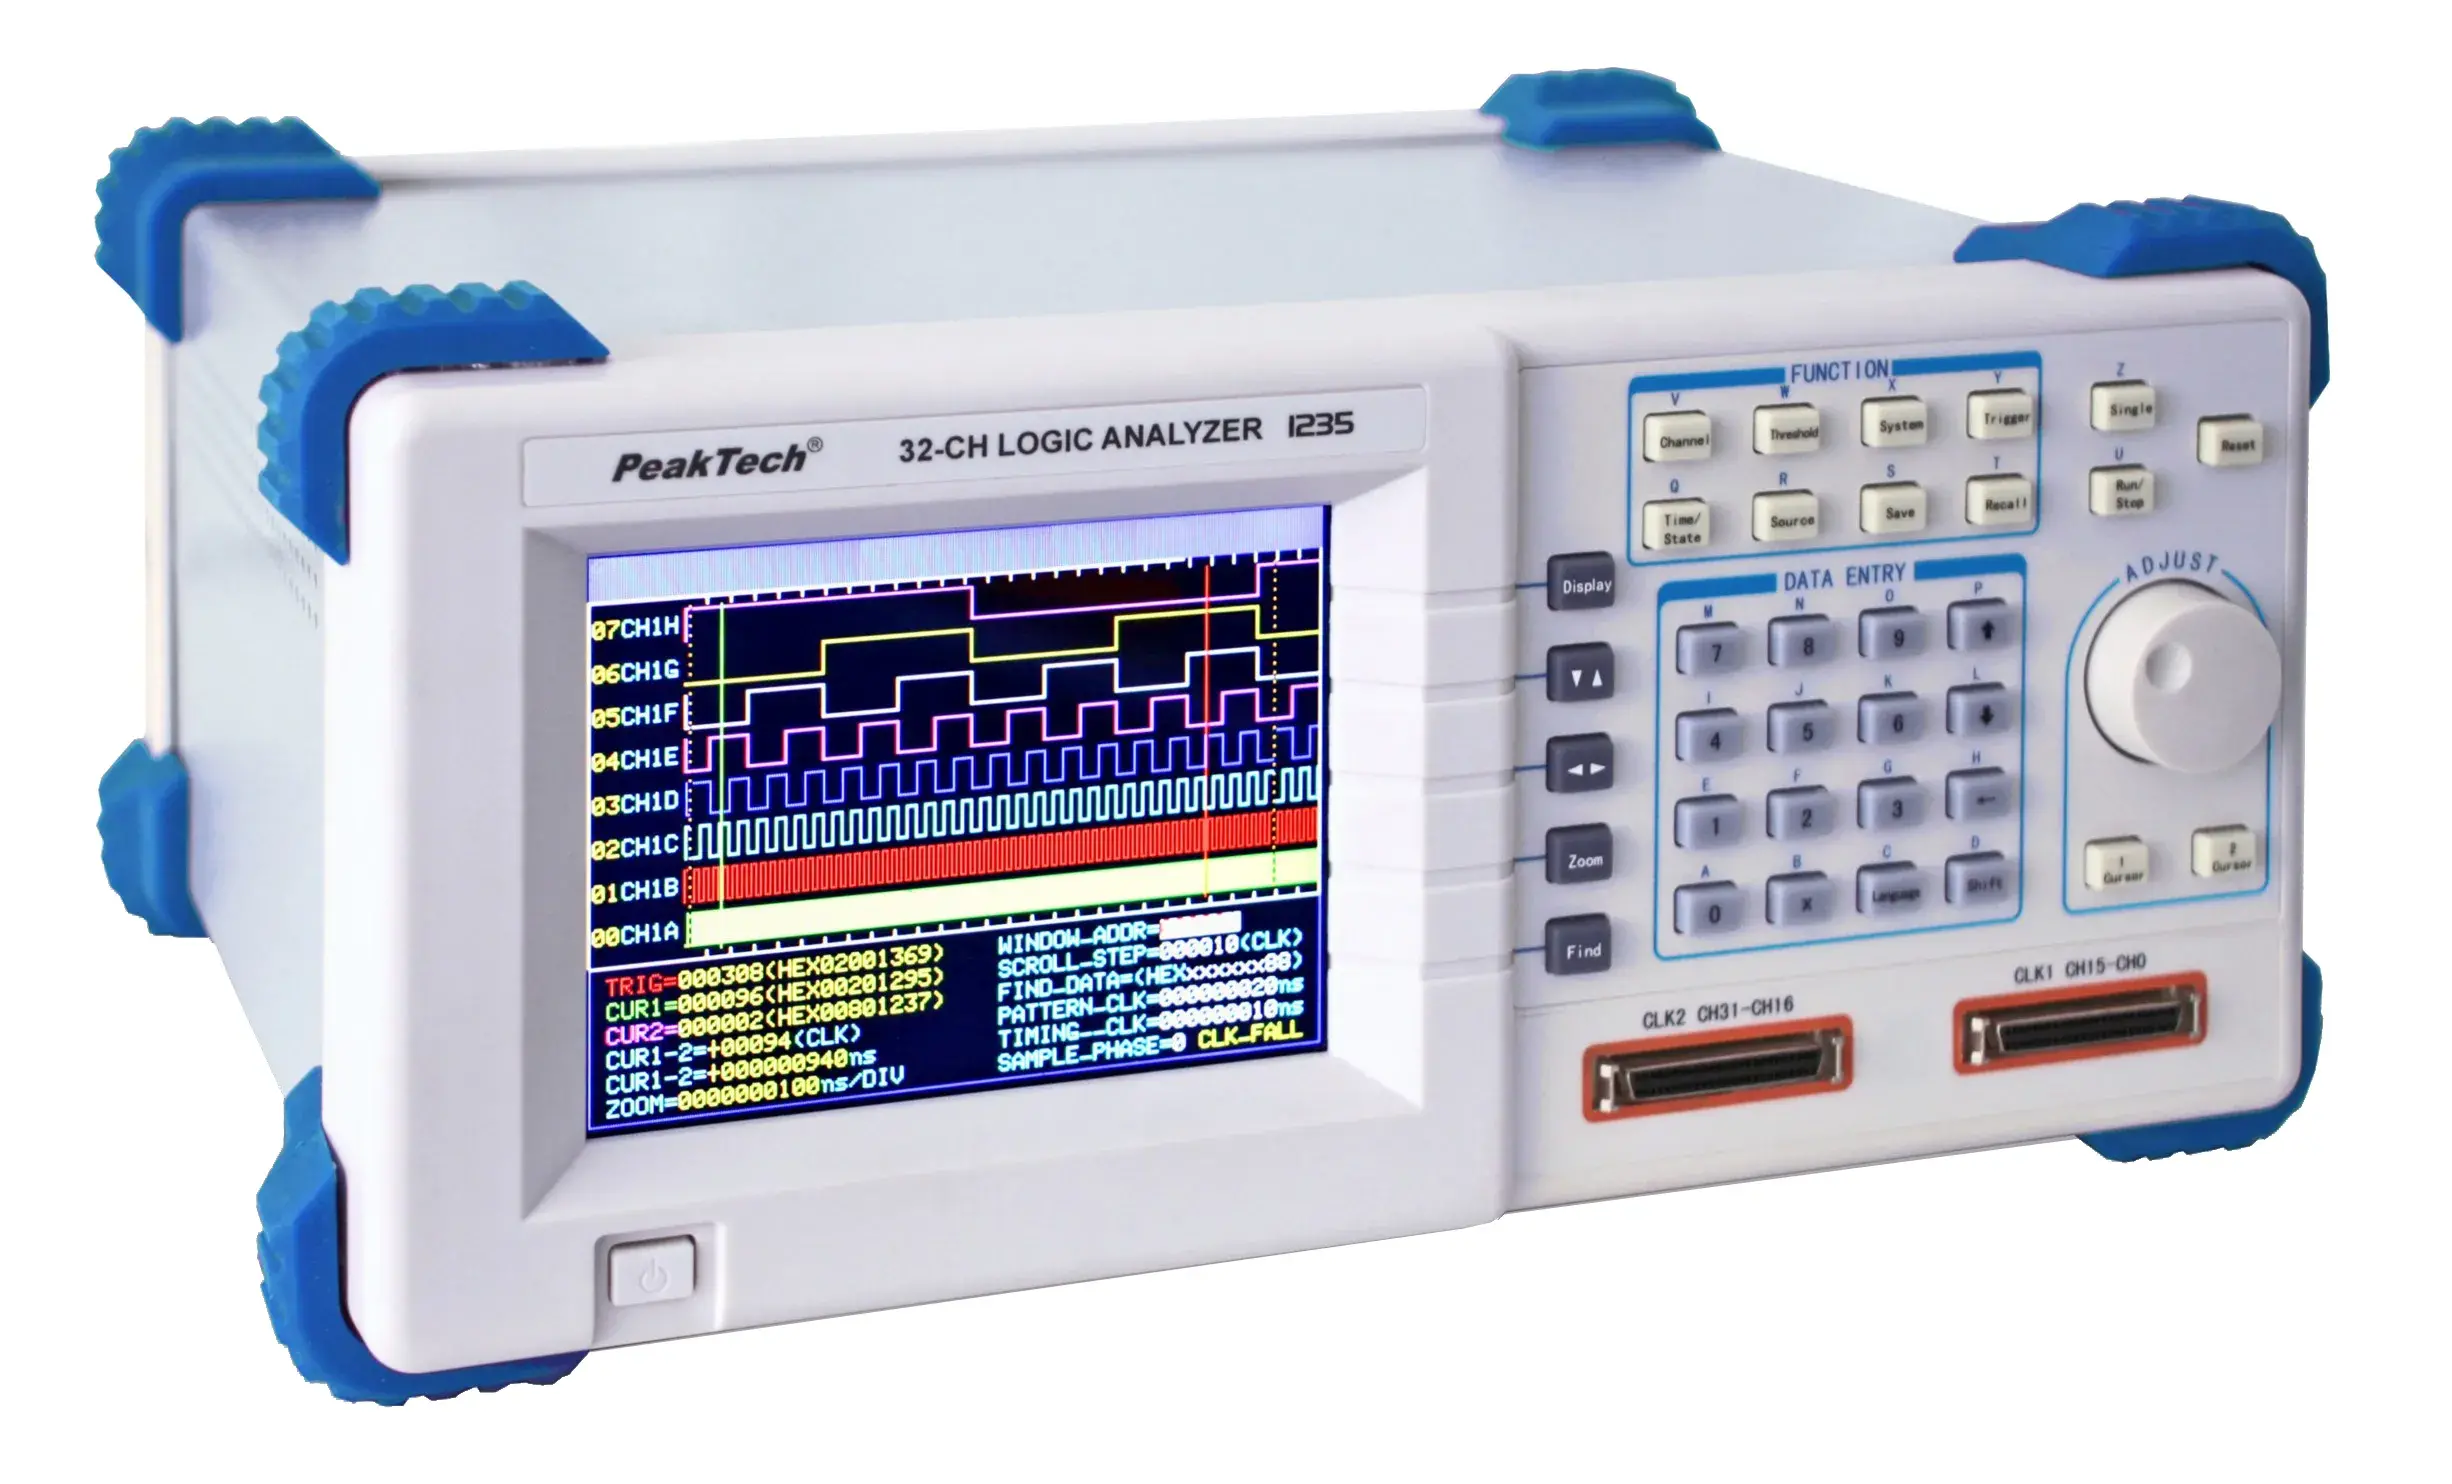 PeakTech®
32-CH LOGIC ANALYZER 1235
07CH1H
06CH1G
05CH1F
04CH1E
03CH1D
02CH1C
01CH1B
00CH1A
TRIG=000308(HEX02001369)
CUR1=000096(HEX00201295)
CUR2=000002(HEX00801237)
CUR1-2=+00094(CLK)
CUR1-2=+000000940ns
ZOOM=0000000100ns/DIV
WINDOW_ADDR=
SCROLL_STEP=000010(CLK)
FIND_DATA=(HEXxxxxxx88)
PATTERN_CLK=000000020ns
TIMING__CLK=000000010ns
SAMPLE_PHASE=0 CLK_FALL
Display
▼ ▲
◄ ►
Zoom
Find
FUNCTION
V W X Y
Channel Threshold System Trigger
Q R S T
Time/
State
Source Save Recall
Z
Single
U
Run/
Stop
Reset
DATA ENTRY
M N O P
7 8 9 ↑
I J K L
4 5 6 ↓
E F G H
1 2 3 ←
A B C D
0 X Language Shift
ADJUST
1
Cursor
2
Cursor
CLK2 CH31-CH16
CLK1 CH15-CH0